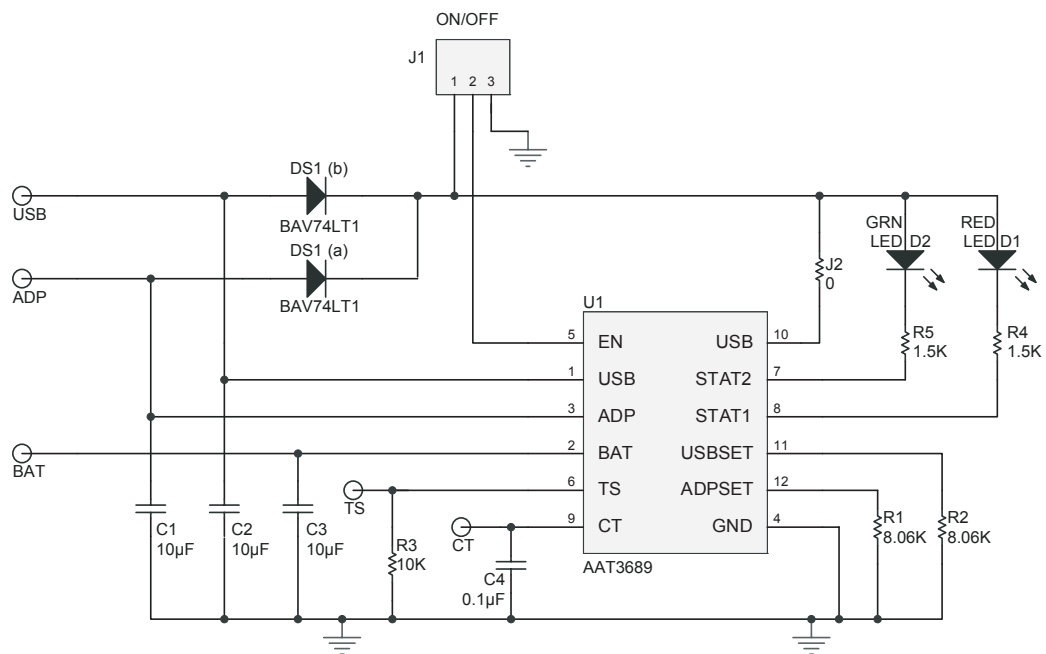 ON/OFF
J1
1 2 3
DS1 (b)
USB
BAV74LT1
DS1 (a)
ADP
BAV74LT1
GRN
LED D2
RED
LED D1
J2
0
U1
R5
1.5K
R4
1.5K
5 EN USB 10
1 USB STAT2 7
3 ADP STAT1 8
2 BAT USBSET 11
6 TS ADPSET 12
9 CT GND 4
BAT
TS
CT
C1
10µF
C2
10µF
C3
10µF
R3
10K
C4
0.1µF
AAT3689
R1
8.06K
R2
8.06K